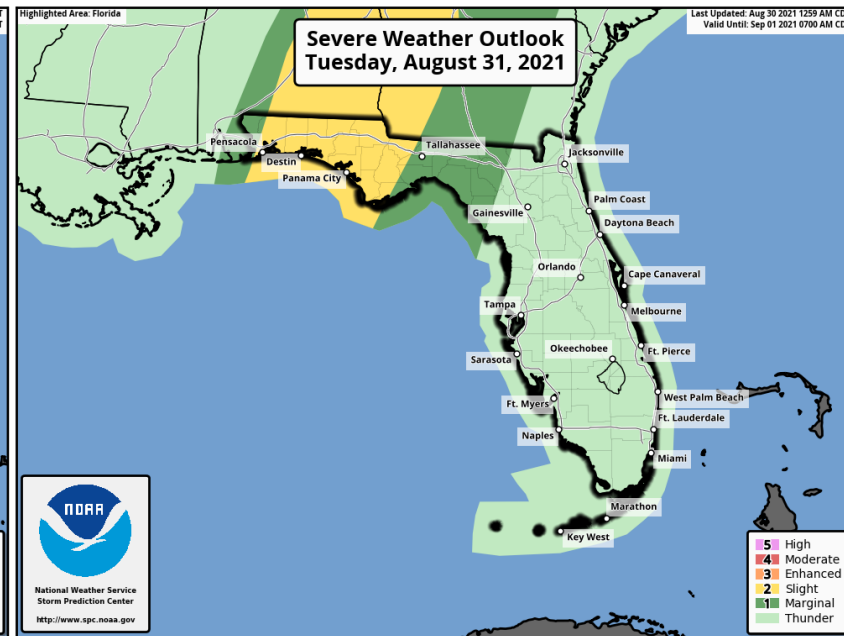 Highlighted Area: Florida
Severe Weather Outlook
Tuesday, August 31, 2021
Last Updated: Aug 30 2021 1259 AM CD
Valid Until: Sep 01 2021 0700 AM CD
Pensacola
Destin
Panama City
Tallahassee
Jacksonville
Gainesville
Palm Coast
Daytona Beach
Orlando
Cape Canaveral
Tampa
Melbourne
Okeechobee
Ft. Pierce
Sarasota
Ft. Myers
West Palm Beach
Ft. Lauderdale
Naples
Miami
Marathon
Key West
NOAA
National Weather Service
Storm Prediction Center
http://www.spc.noaa.gov
5 High
4 Moderate
3 Enhanced
2 Slight
1 Marginal
Thunder